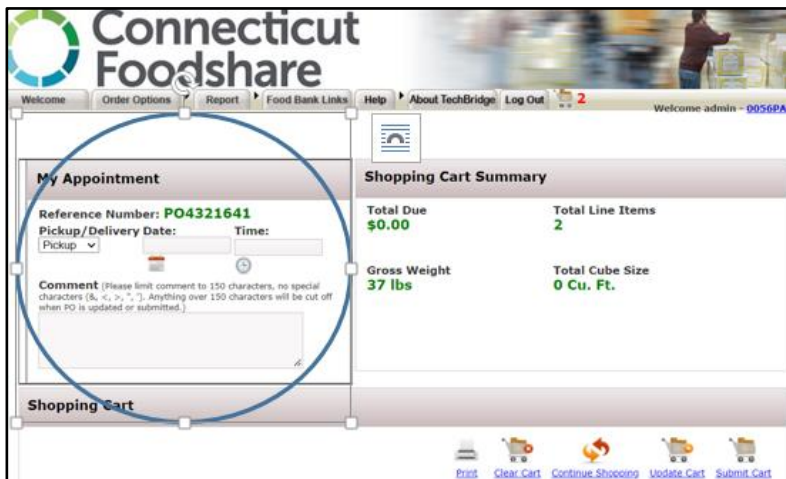 Connecticut
Foodshare
Welcome Order Options Report Food Bank Links Help About TechBridge Log Out 2
Welcome admin - 0056PA
My Appointment
Reference Number: PO4321641
Pickup/Delivery Date: Time:
Pickup
Comment (Please limit comment to 150 characters, no special
characters (&, <, >, ", '). Anything over 150 characters will be cut off
when PO is updated or submitted.)
Shopping Cart Summary
Total Due Total Line Items
$0.00 2
Gross Weight Total Cube Size
37 lbs 0 Cu. Ft.
Shopping Cart
Print Clear Cart Continue Shopping Update Cart Submit Cart